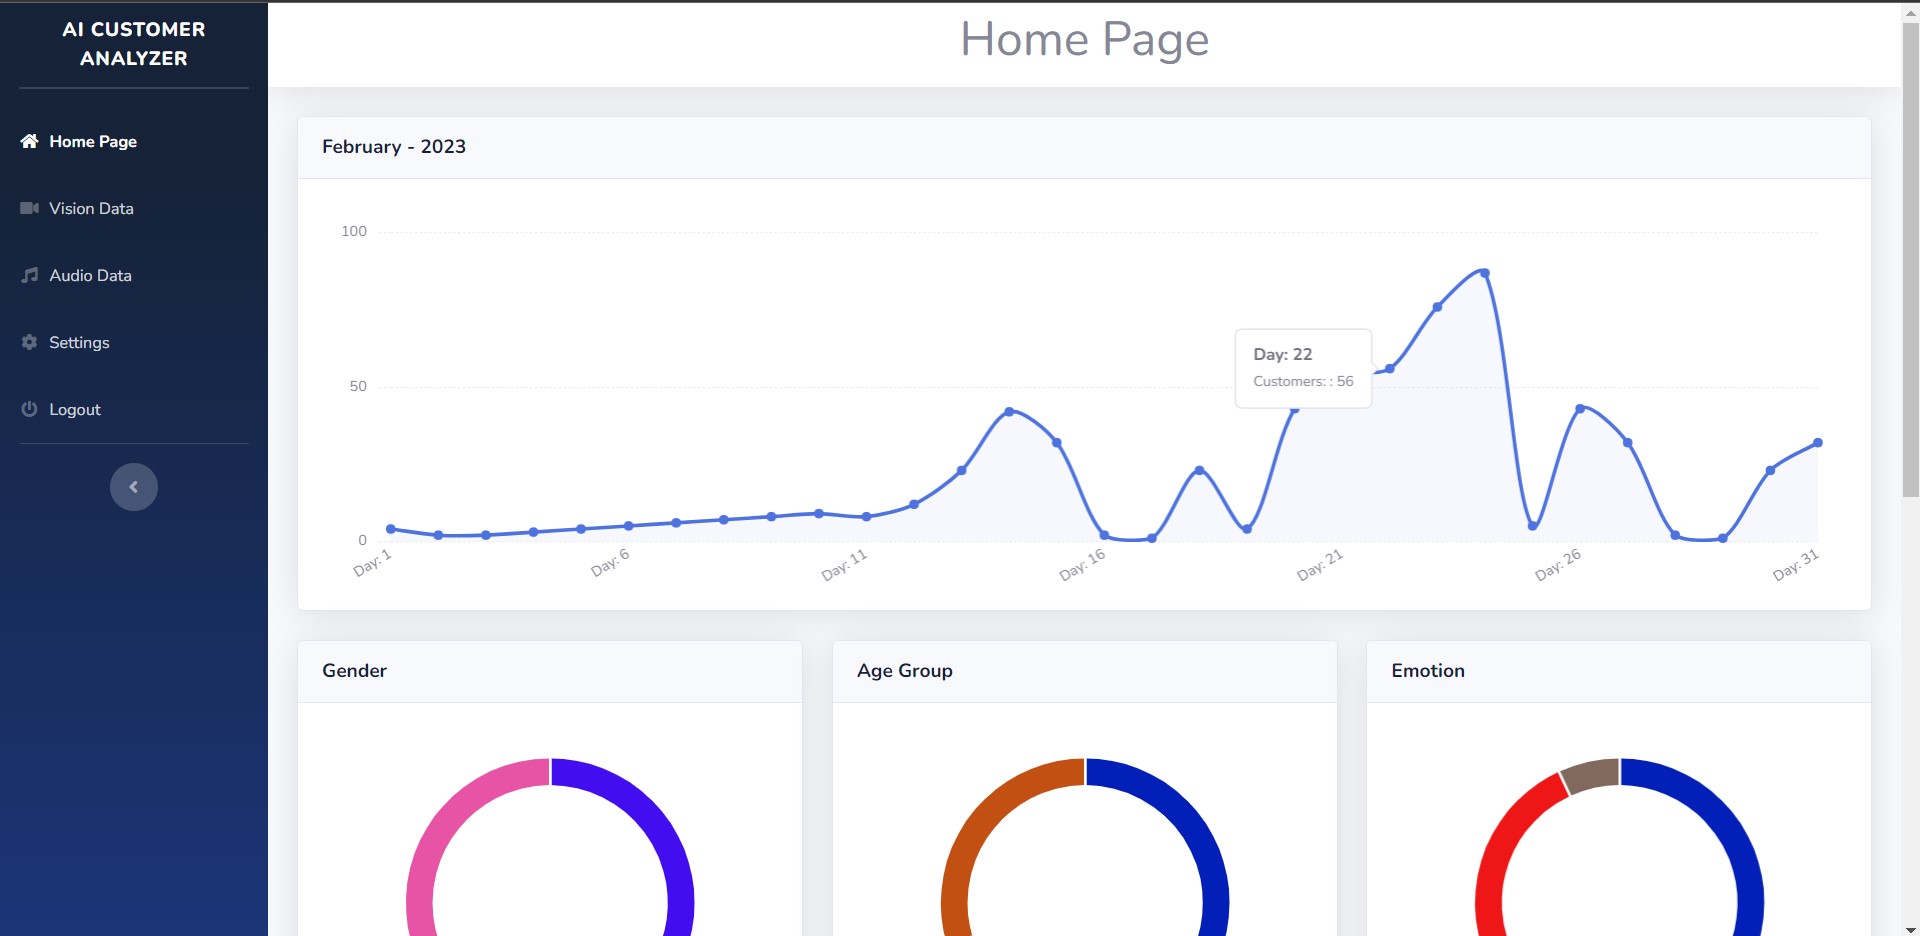 AI CUSTOMER
ANALYZER
Home Page
Vision Data
Audio Data
Settings
Logout
Home Page
February - 2023
100
50
0
Day: 22
Customers: : 56
Day: 1
Day: 6
Day: 11
Day: 16
Day: 21
Day: 26
Day: 31
Gender
Age Group
Emotion